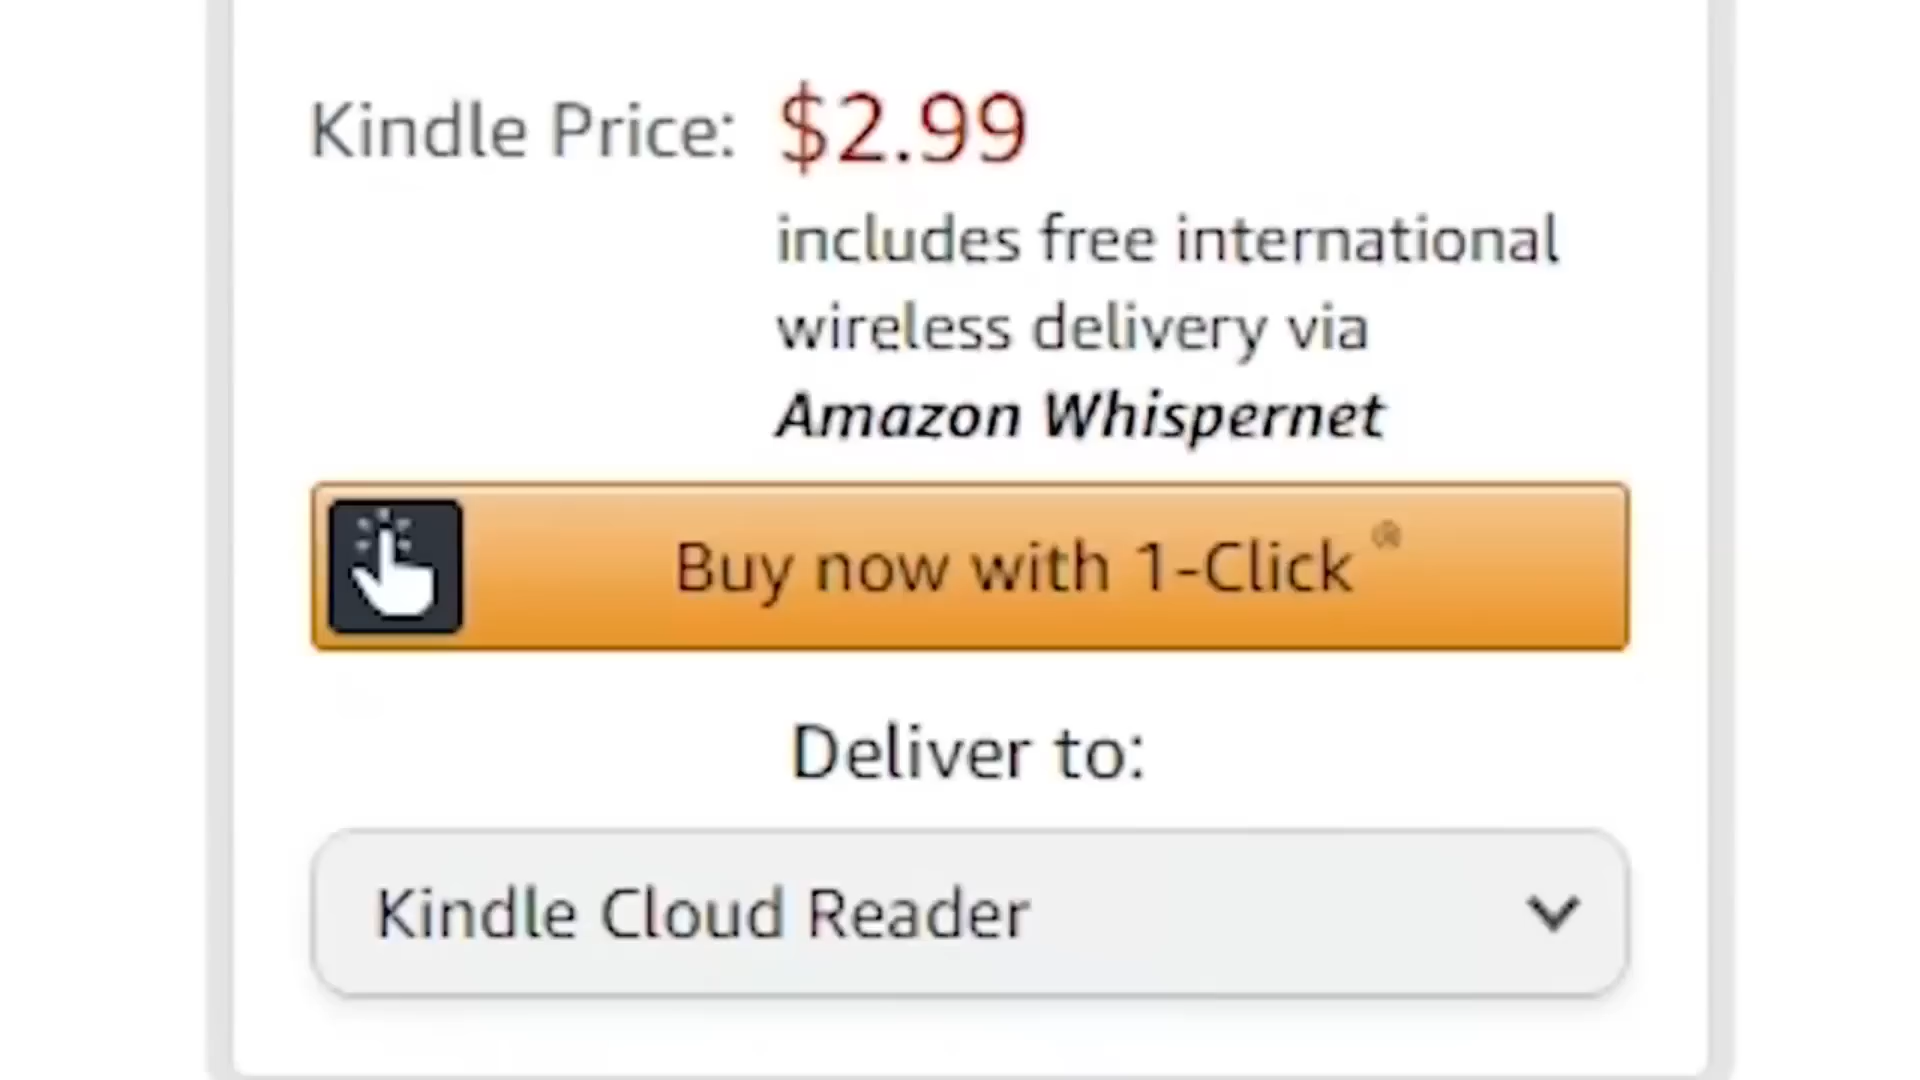 Kindle Price: $2.99
includes free international
wireless delivery via
Amazon Whispernet
Buy now with 1-Click ®
Deliver to:
Kindle Cloud Reader